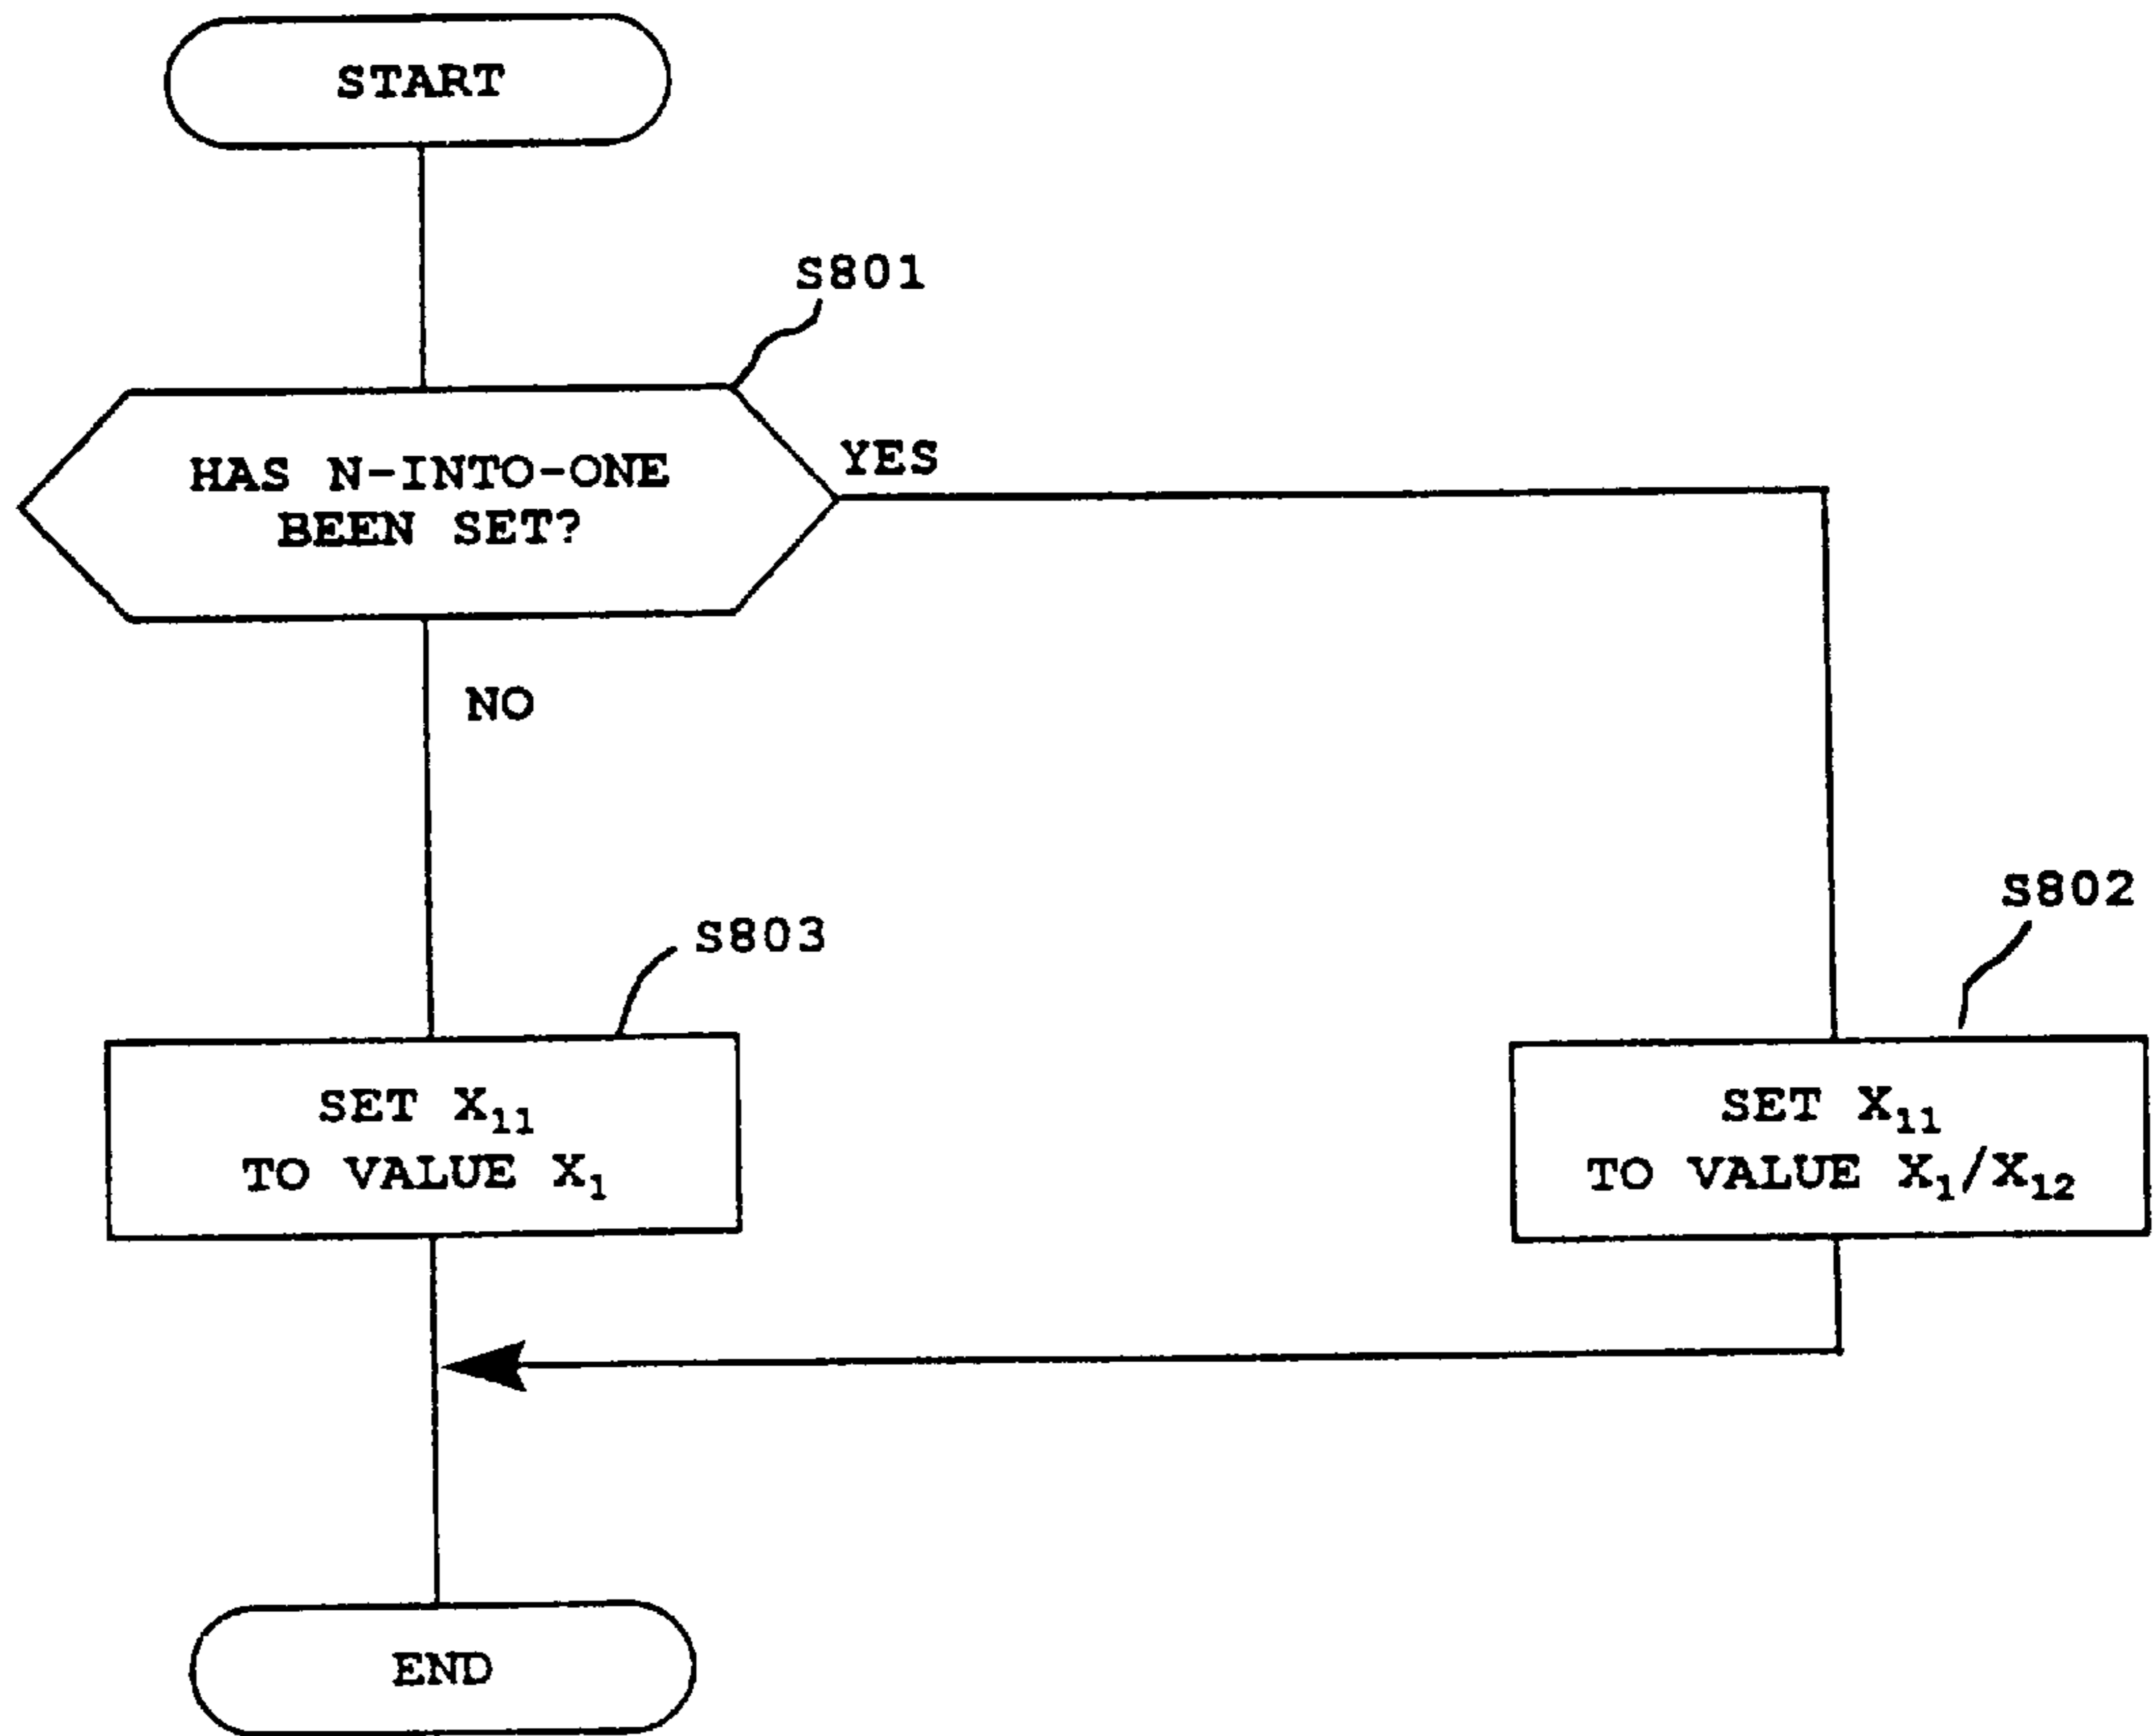 START
S801
HAS N-INTO-ONE
BEEN SET?
YES
NO
S803
SET X₁₁
TO VALUE X₁
S802
SET X₁₁
TO VALUE X₁/X₁₂
END